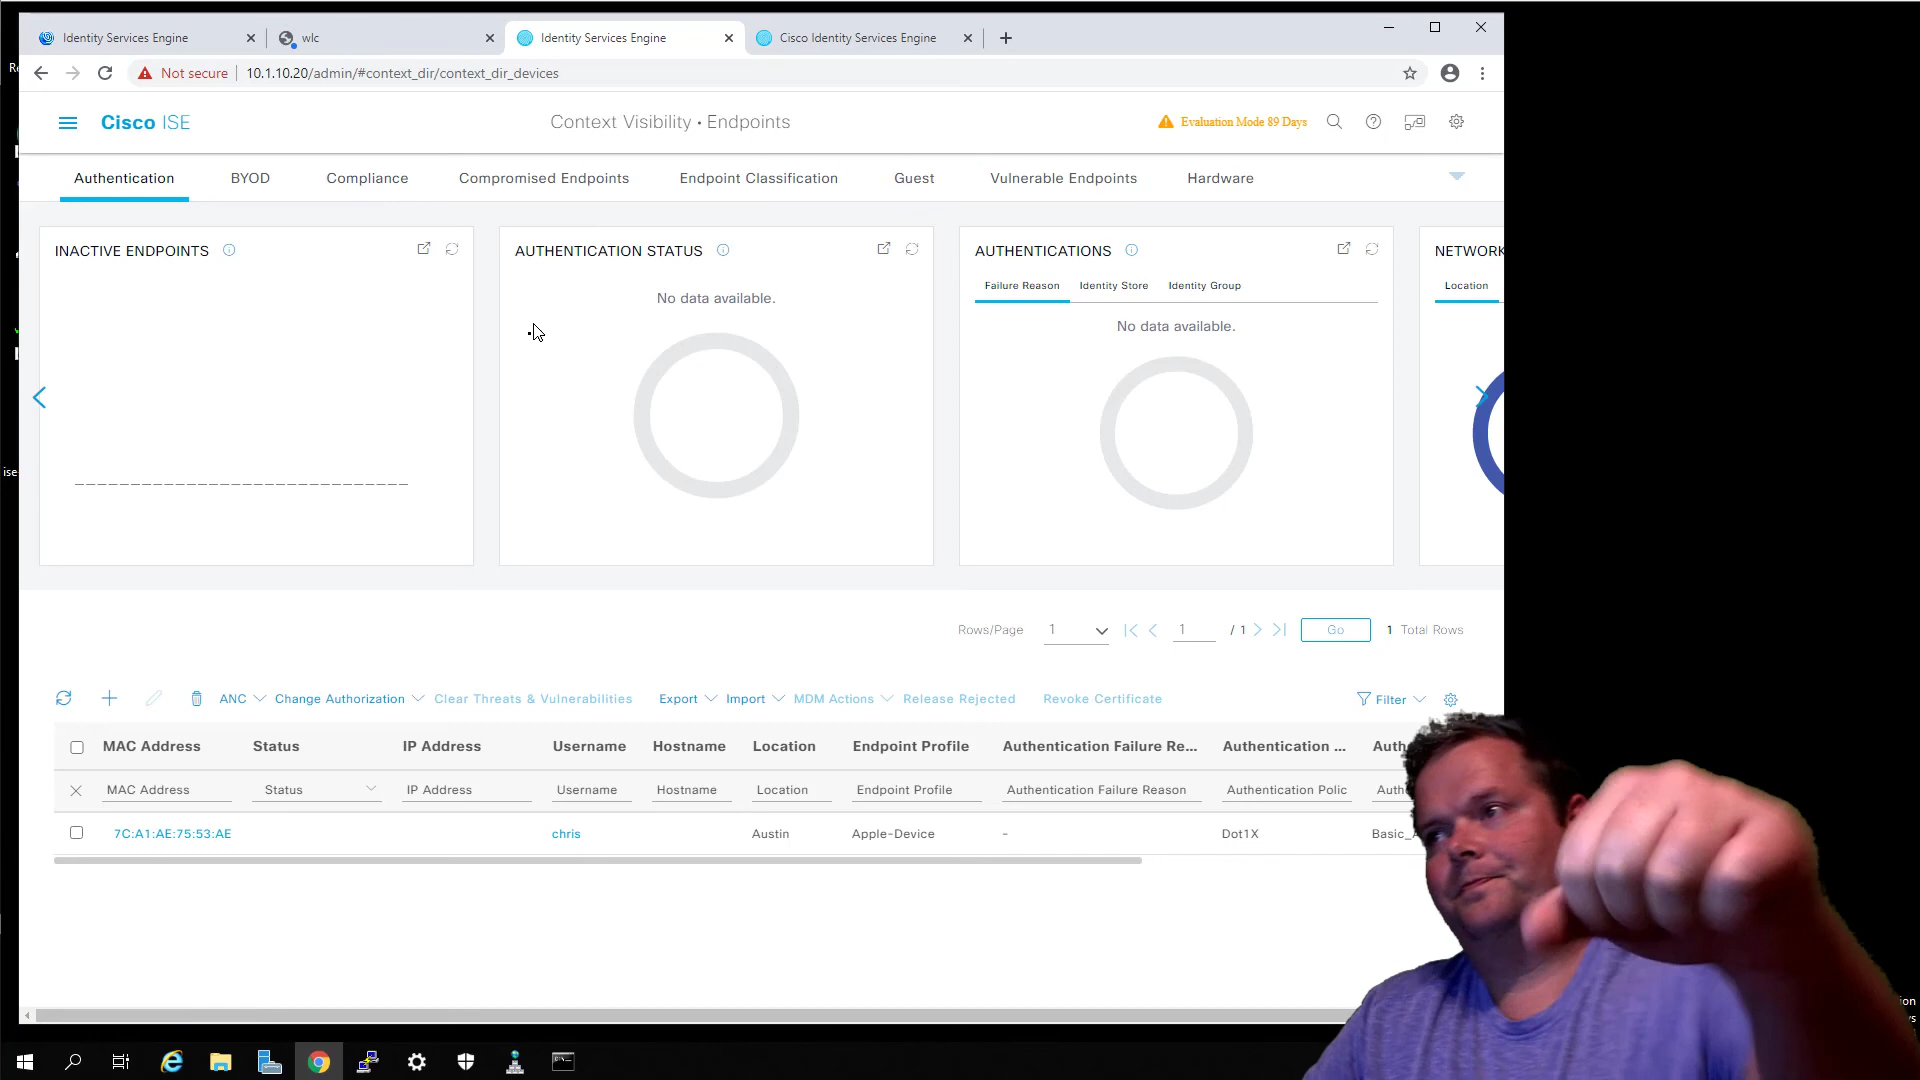 Identity Services Engine
wlc
Identity Services Engine
Cisco Identity Services Engine
Not secure
10.1.10.20/admin/#context_dir/context_dir_devices
Cisco ISE
Context Visibility • Endpoints
Evaluation Mode 89 Days
Authentication
BYOD
Compliance
Compromised Endpoints
Endpoint Classification
Guest
Vulnerable Endpoints
Hardware
INACTIVE ENDPOINTS
AUTHENTICATION STATUS
No data available.
AUTHENTICATIONS
Failure Reason Identity Store Identity Group
No data available.
NETWORK
Location
ise
Rows/Page 1 1 / 1 Go 1 Total Rows
ANC Change Authorization Clear Threats & Vulnerabilities Export Import MDM Actions Release Rejected Revoke Certificate Filter
MAC Address Status IP Address Username Hostname Location Endpoint Profile Authentication Failure Re... Authentication ... Auth
MAC Address Status IP Address Username Hostname Location Endpoint Profile Authentication Failure Reason Authentication Polic Auth
7C:A1:AE:75:53:AE chris Austin Apple-Device - Dot1X Basic_A